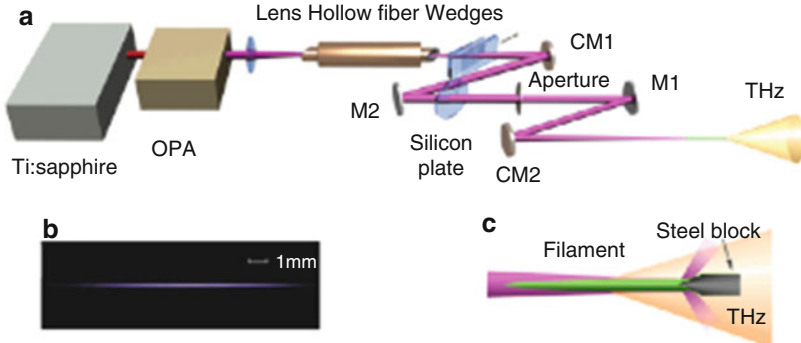 a
Lens Hollow fiber Wedges
CM1
Aperture
M1
THz
M2
Silicon
plate
OPA
Ti:sapphire
CM2
b
1mm
c
Steel block
Filament
THz